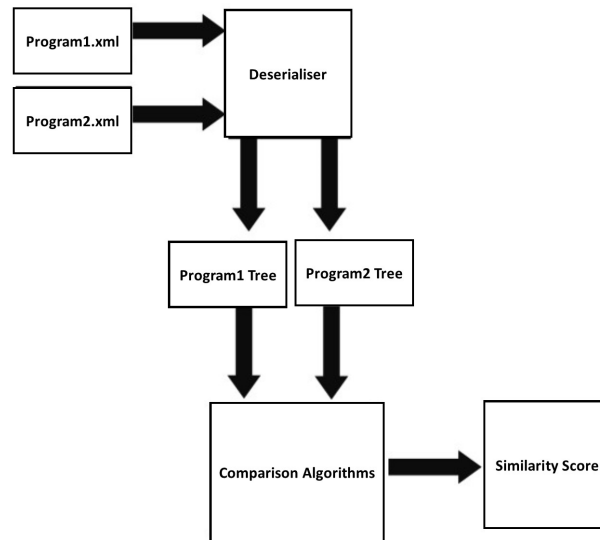 Program1.xml
Deserialiser
Program2.xml
Program1 Tree
Program2 Tree
Comparison Algorithms
Similarity Score